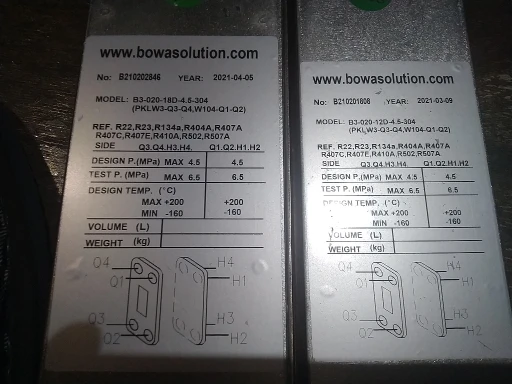 www.bowasolution.com
No: B210202846 YEAR: 2021-04-05
MODEL: B3-020-18D-4.5-304
(PKLW3-Q3-Q4,W104-Q1-Q2)
REF. R22,R23,R134a,R404A,R407A
R407C,R407E,R410A,R502,R507A
SIDE Q3.Q4.H3.H4. Q1.Q2.H1.H2
DESIGN P.(MPa) MAX 4.5 4.5
TEST P. (MPa) MAX 6.5 6.5
DESIGN TEMP. (°C)
MAX +200 +200
MIN -160 -160
VOLUME (L)
WEIGHT (kg)
Q4 H4
Q1 H1
Q3 H3
Q2 H2
www.bowasolution.com
No: B210201808 YEAR: 2021-03-09
MODEL: B3-020-12D-4.5-304
(PKLW3-Q3-Q4,W104-Q1-Q2)
REF. R22,R23,R134a,R404A,R407A
R407C,R407E,R410A,R502,R507A
SIDE Q3.Q4.H3.H4 Q1.Q2.H1.H2
DESIGN P.(MPa) MAX 4.5 4.5
TEST P. (MPa) MAX 6.5 6.5
DESIGN TEMP. (°C)
MAX +200 +200
MIN -160 -160
VOLUME (L)
WEIGHT (kg)
Q4 H4
Q1 H1
Q3 H3
Q2 H2